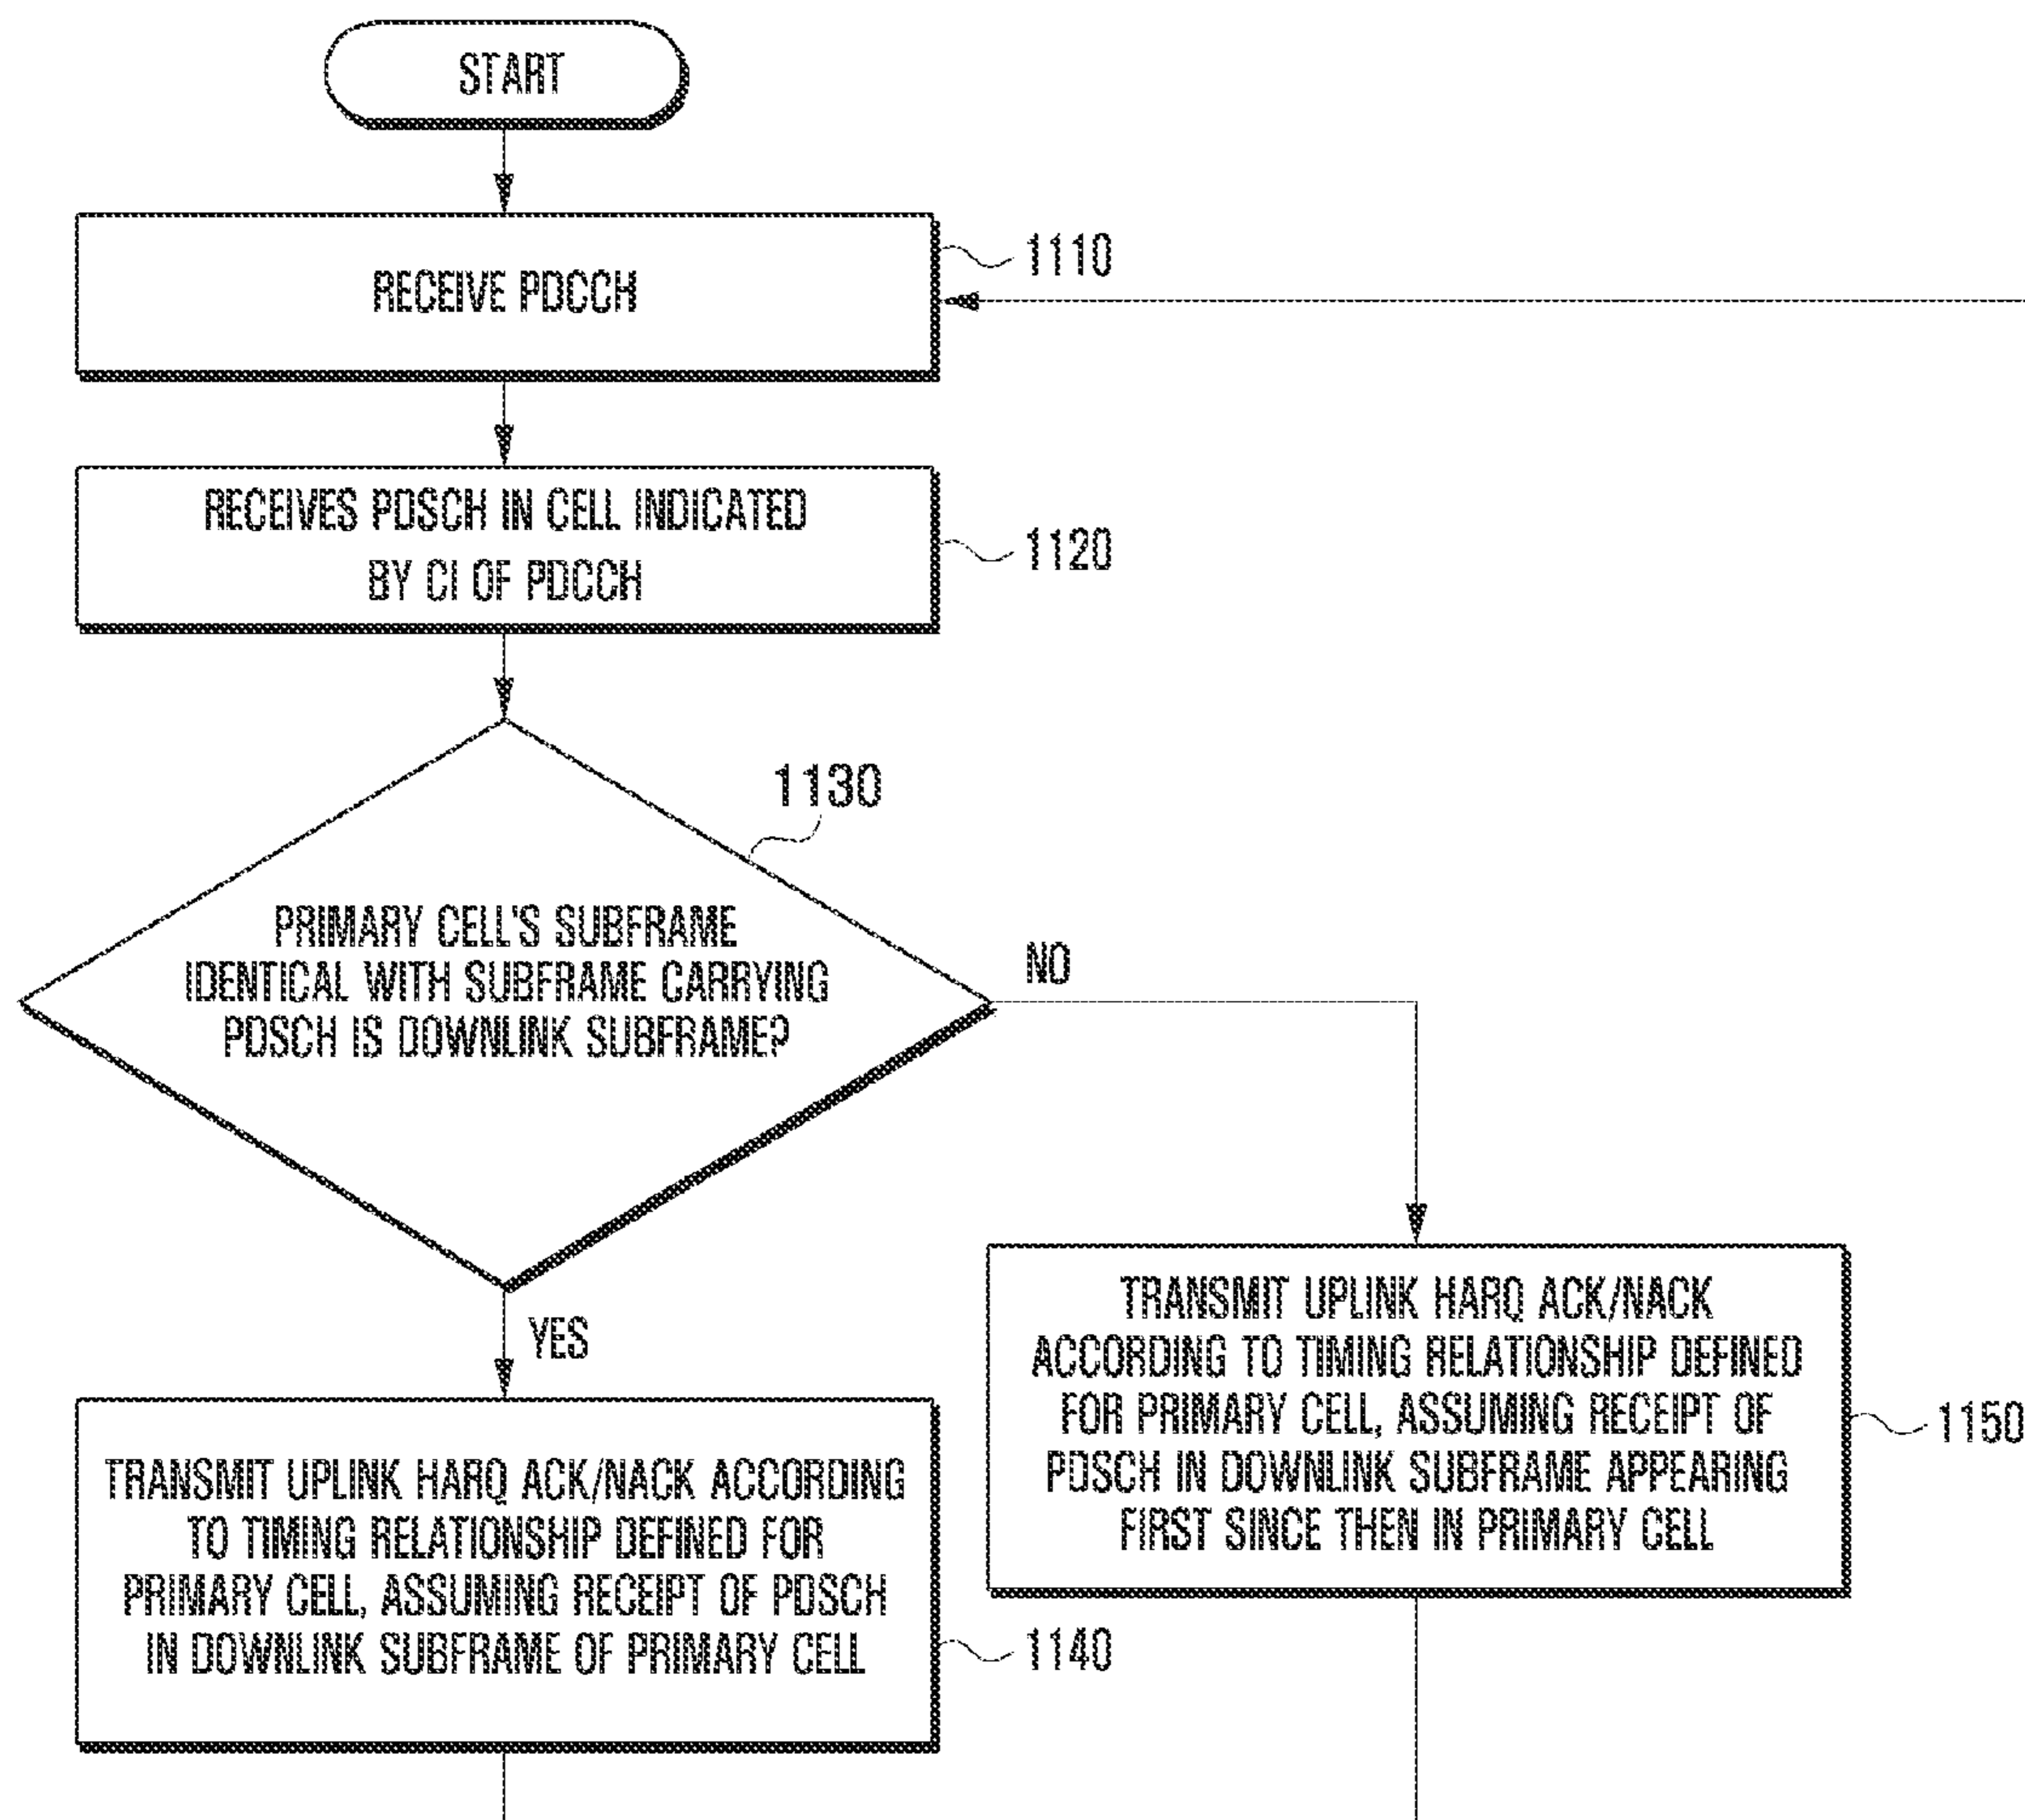 START
RECEIVE PDCCH
1110
RECEIVES PDSCH IN CELL INDICATED
BY CI OF PDCCH
1120
1130
PRIMARY CELL'S SUBFRAME
IDENTICAL WITH SUBFRAME CARRYING
PDSCH IS DOWNLINK SUBFRAME?
NO
YES
TRANSMIT UPLINK HARQ ACK/NACK
ACCORDING TO TIMING RELATIONSHIP DEFINED
FOR PRIMARY CELL, ASSUMING RECEIPT OF
PDSCH IN DOWNLINK SUBFRAME APPEARING
FIRST SINCE THEN IN PRIMARY CELL
1150
TRANSMIT UPLINK HARQ ACK/NACK ACCORDING
TO TIMING RELATIONSHIP DEFINED FOR
PRIMARY CELL, ASSUMING RECEIPT OF PDSCH
IN DOWNLINK SUBFRAME OF PRIMARY CELL
1140